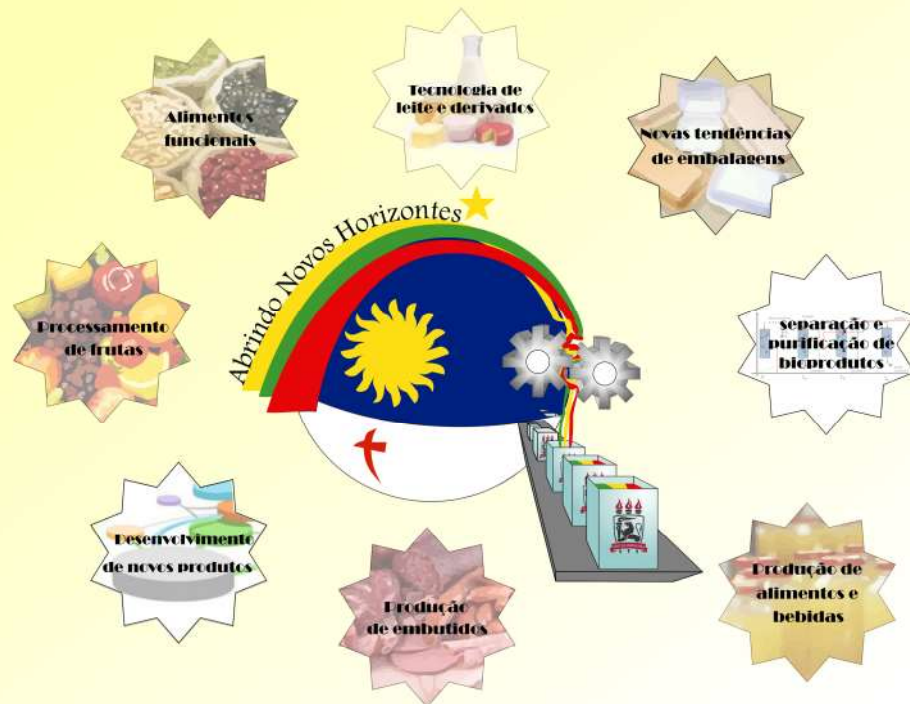 Tecnologia de
leite e derivados
Alimentos
funcionais
Novas tendências
de embalagens
Abrindo Novos Horizontes
Processamento
de frutas
separação e
purificação de
bioprodutos
Desenvolvimento
de novos produtos
Produção
de embutidos
Produção de
alimentos e
bebidas